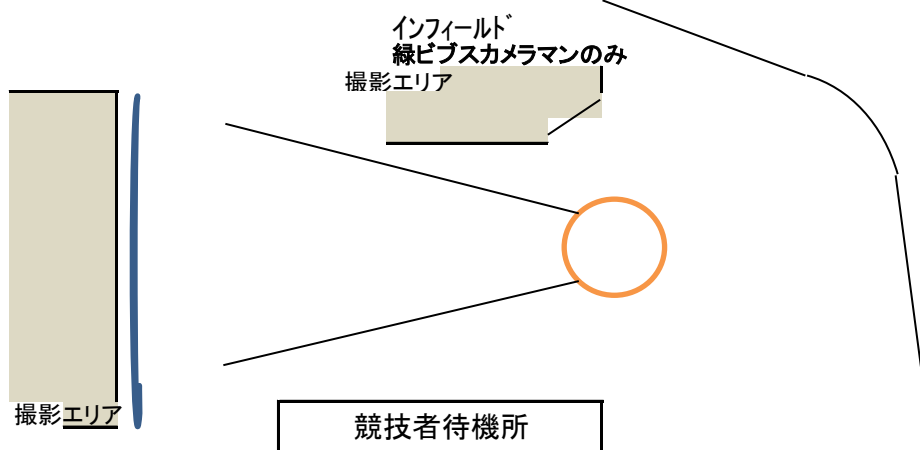 インフィールド
緑ビブスカメラマンのみ
撮影エリア
撮影エリア
競技者待機所